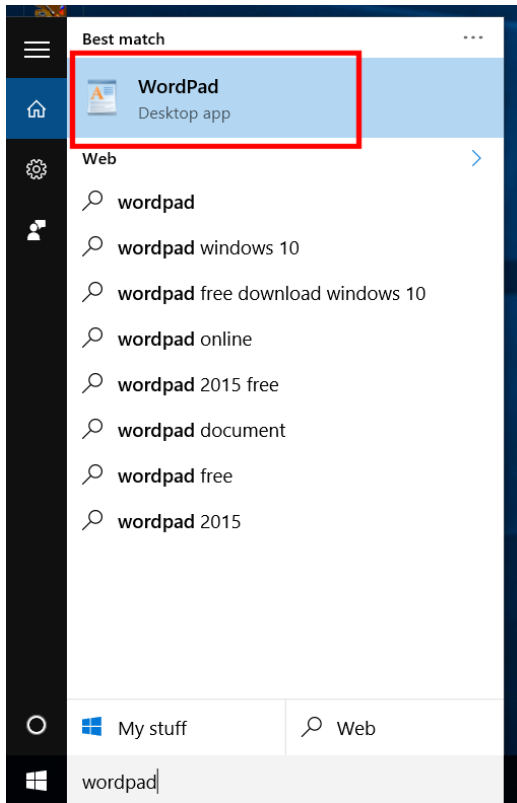 Best match
WordPad
Desktop app
Web
wordpad
wordpad windows 10
wordpad free download windows 10
wordpad online
wordpad 2015 free
wordpad document
wordpad free
wordpad 2015
My stuff
Web
wordpad